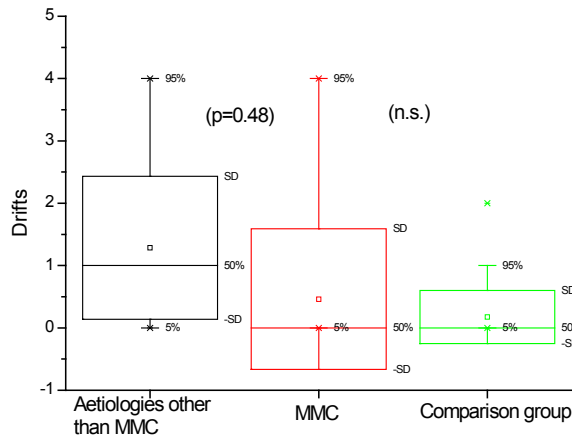 5
4
3
2
1
0
-1
Drifts
95%
SD
50%
-SD
5%
(p=0.48)
95%
SD
50%
-SD
5%
(n.s.)
95%
SD
50
-SD
5%
Aetiologies other
than MMC
MMC
Comparison group